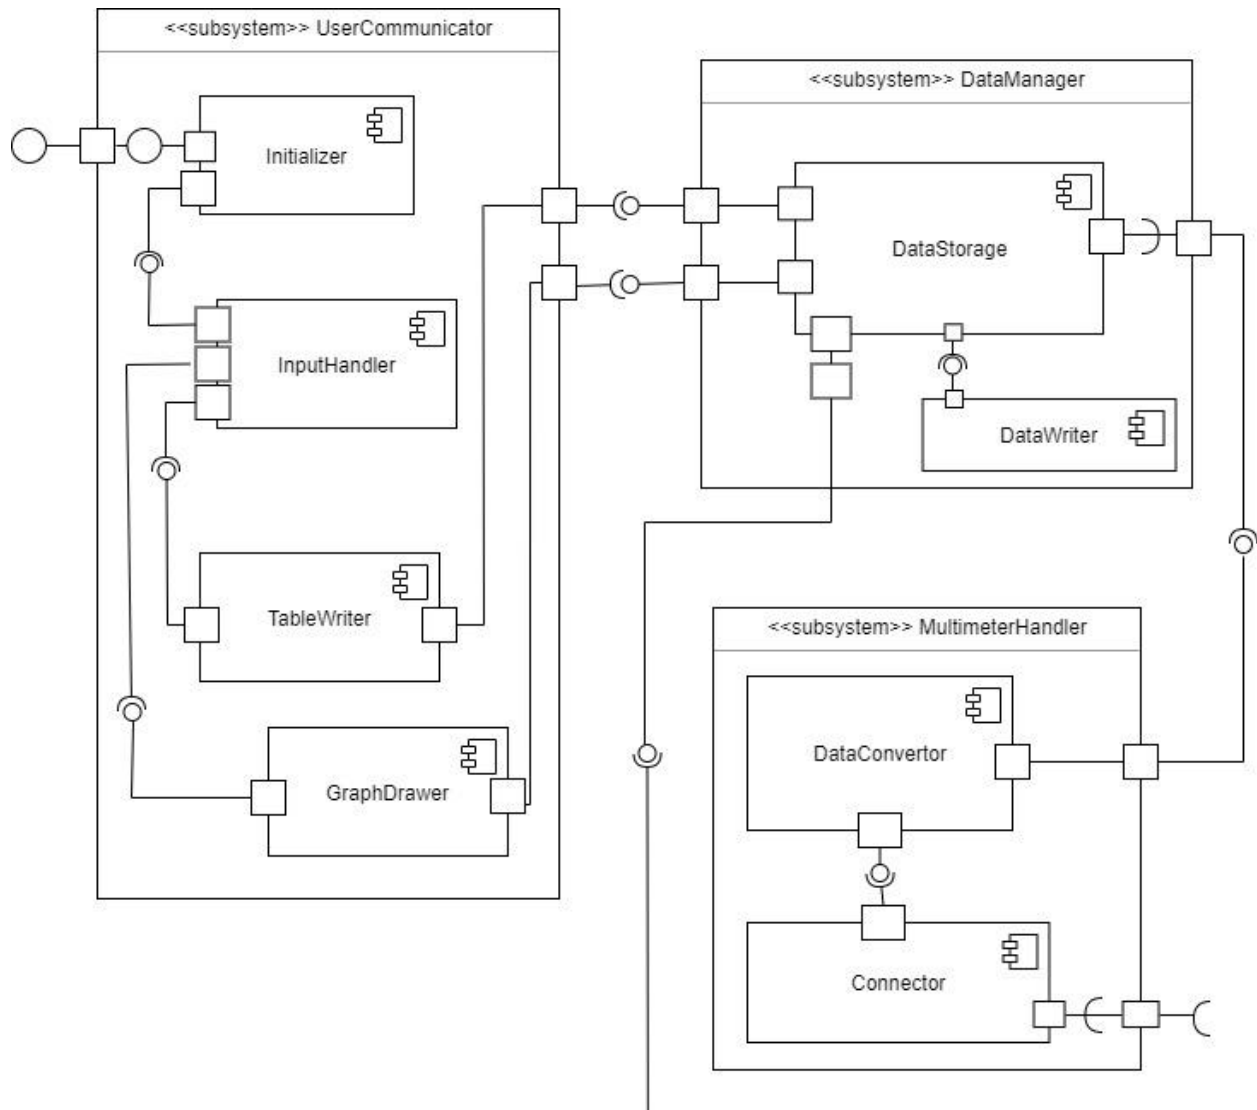 <<subsystem>> UserCommunicator
Initializer
InputHandler
TableWriter
GraphDrawer
<<subsystem>> DataManager
DataStorage
DataWriter
<<subsystem>> MultimeterHandler
DataConvertor
Connector